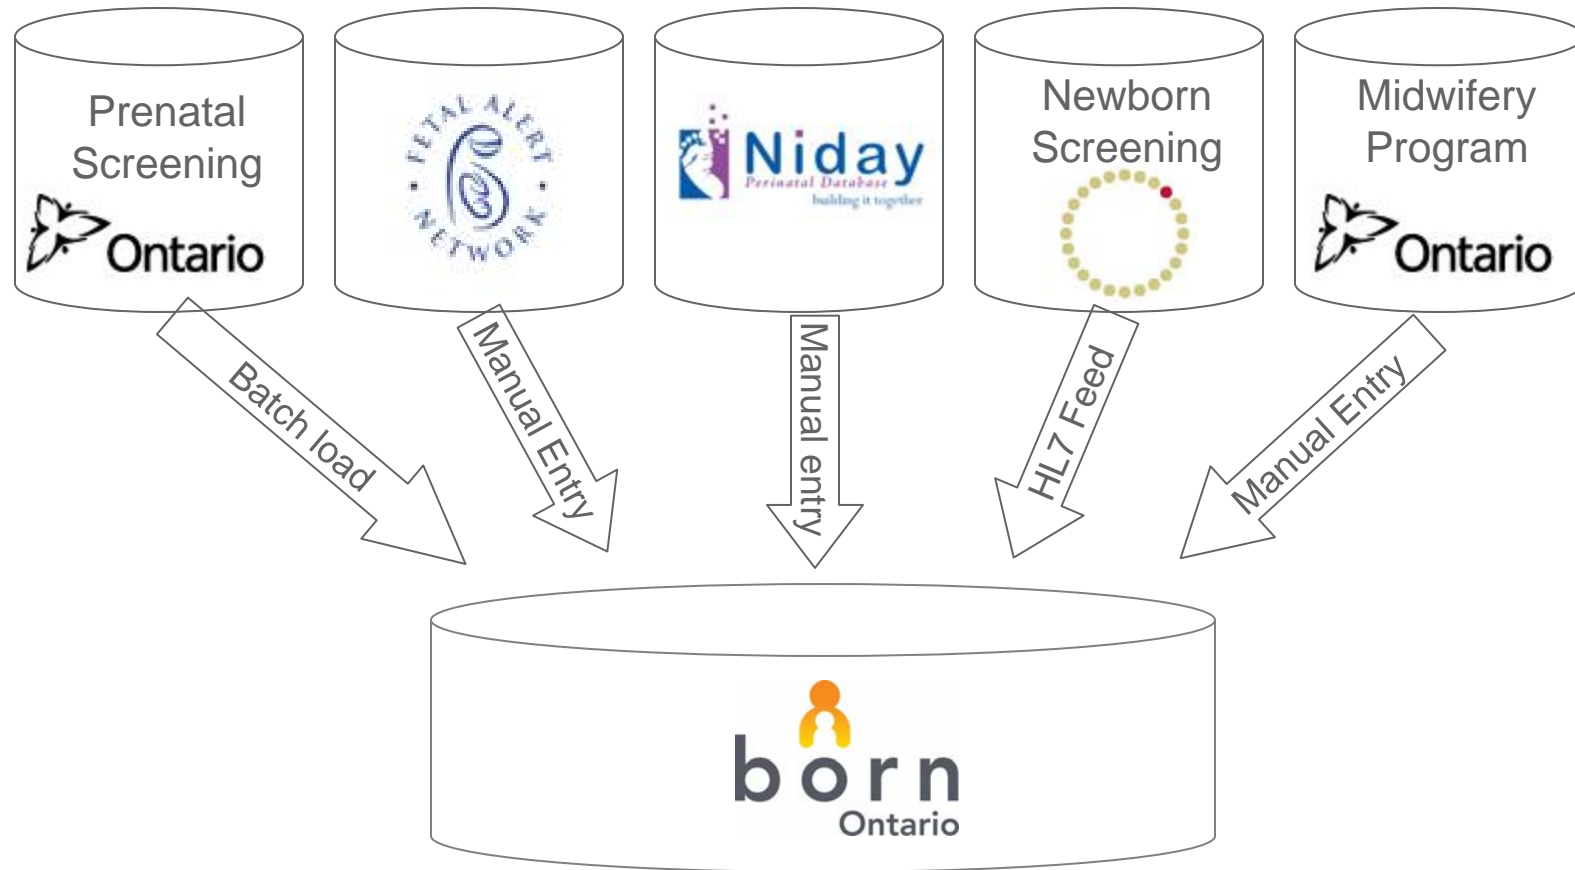 Prenatal
Screening
Ontario
FETAL ALERT
NETWORK
Niday
Perinatal Database
building it together
Newborn
Screening
Midwifery
Program
Ontario
Batch load
Manual Entry
Manual entry
HL7 Feed
Manual Entry
born
Ontario